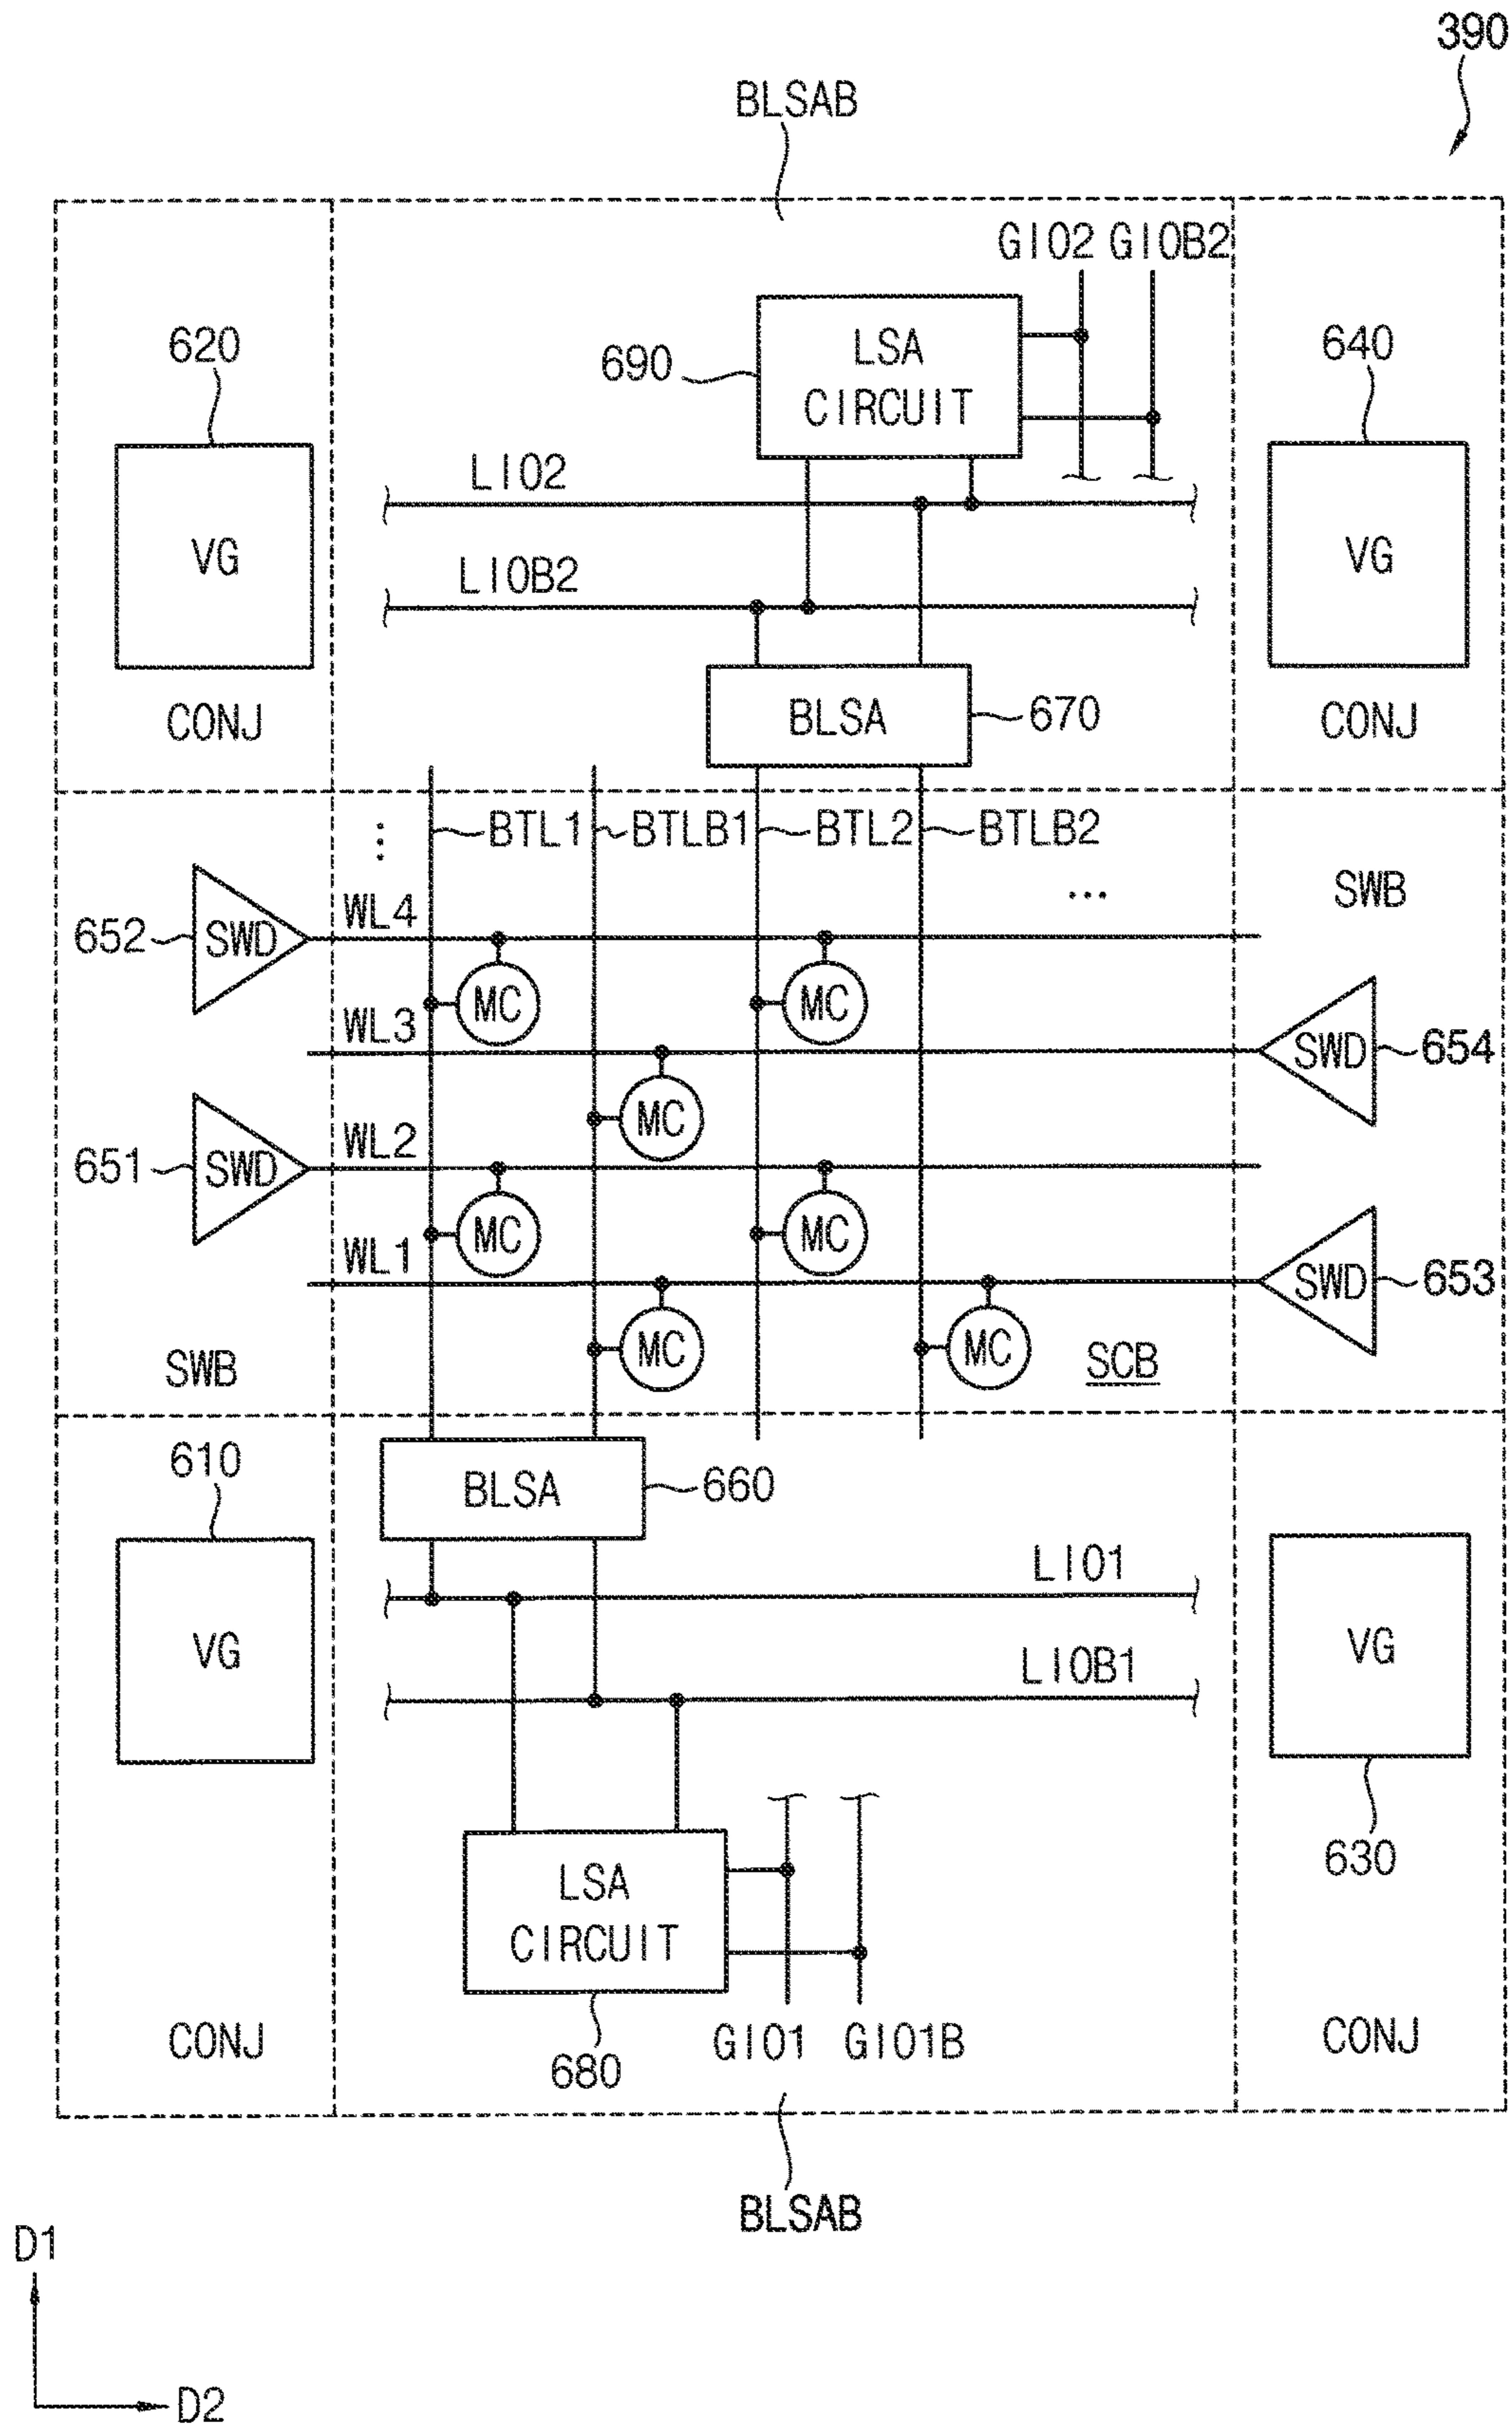 390
BLSAB
GIO2 GIOB2
620
690
LSA
CIRCUIT
640
LIO2
VG
VG
LIOB2
CONJ
BLSA
670
CONJ
BTL1
BTLB1
BTL2
BTLB2
⋮
...
SWB
WL4
652
SWD
MC
MC
WL3
SWD
654
MC
WL2
651
SWD
MC
MC
WL1
SWD
653
MC
MC
SCB
SWB
610
BLSA
660
LIO1
VG
VG
LIOB1
630
LSA
CIRCUIT
CONJ
GIO1
GIO1B
CONJ
680
BLSAB
D1
D2